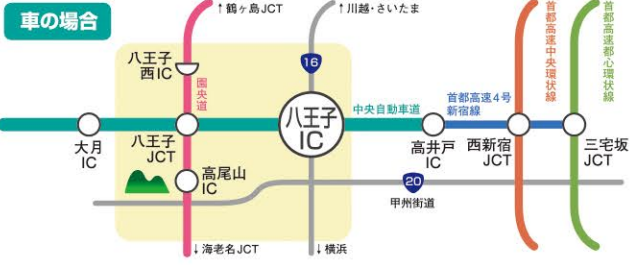 車の場合
↑鶴ヶ島JCT
↑川越・さいたま
首都高速中央環状線
首都高速都心環状線
八王子
西IC
圏央道
16
八王子
IC
中央自動車道
首都高速4号
新宿線
大月
IC
八王子
JCT
高尾山
IC
高井戸
IC
西新宿
JCT
三宅坂
JCT
20
甲州街道
↓海老名JCT
↓横浜